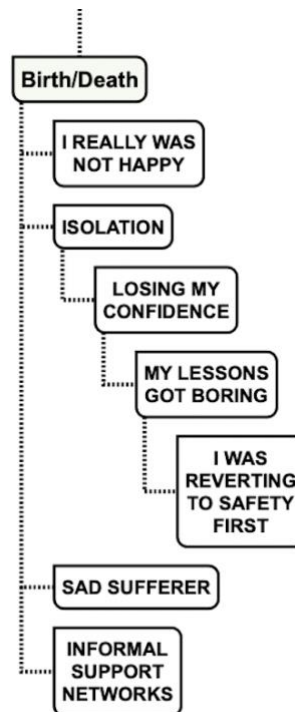 Birth/Death
I REALLY WAS
NOT HAPPY
ISOLATION
LOSING MY
CONFIDENCE
MY LESSONS
GOT BORING
I WAS
REVERTING
TO SAFETY
FIRST
SAD SUFFERER
INFORMAL
SUPPORT
NETWORKS